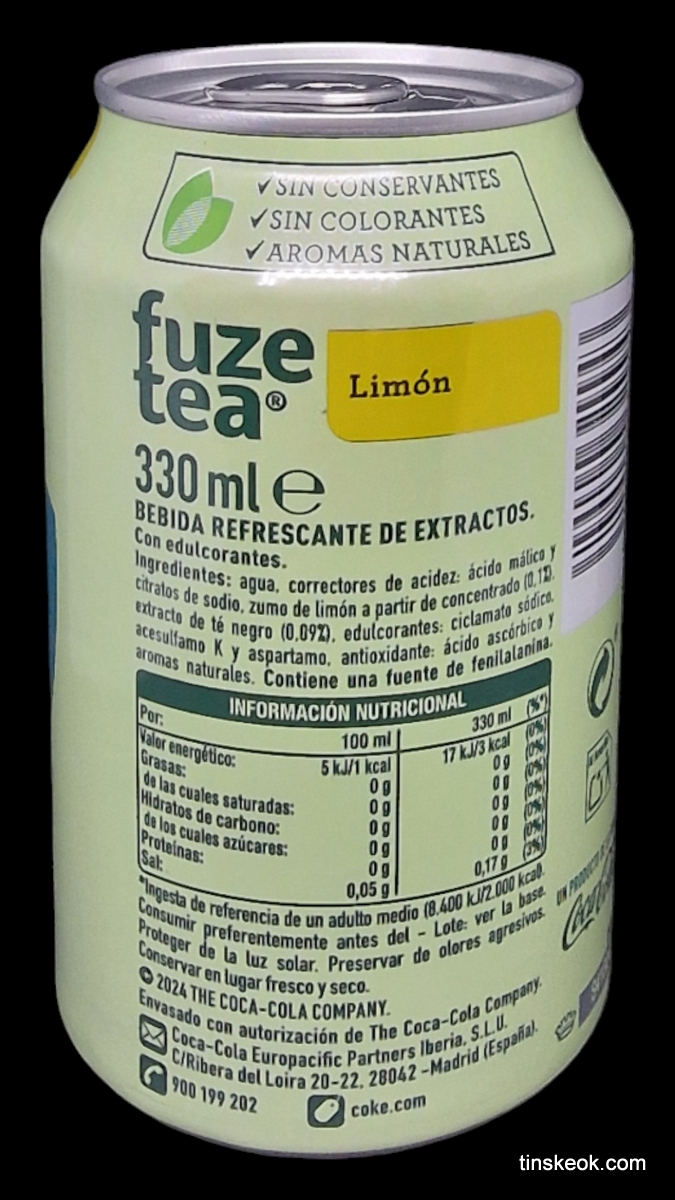 ✓SIN CONSERVANTES
✓SIN COLORANTES
✓AROMAS NATURALES
fuze
tea®
Limón
330 ml e
BEBIDA REFRESCANTE DE EXTRACTOS.
Con edulcorantes.
Ingredientes: agua, correctores de acidez: ácido málico y
citratos de sodio, zumo de limón a partir de concentrado (0,1%),
extracto de té negro (0,09%), edulcorantes: ciclamato sódico,
acesulfamo K y aspartamo, antioxidante: ácido ascórbico y
aromas naturales. Contiene una fuente de fenilalanina.
INFORMACIÓN NUTRICIONAL
Por: 100 ml 330 ml (%*)
Valor energético: 5 kJ/1 kcal 17 kJ/3 kcal (0%)
Grasas: 0 g 0 g (0%)
de las cuales saturadas: 0 g 0 g (0%)
Hidratos de carbono: 0 g 0 g (0%)
de los cuales azúcares: 0 g 0 g (0%)
Proteínas: 0 g 0 g (0%)
Sal: 0,05 g 0,17 g (3%)
*Ingesta de referencia de un adulto medio (8.400 kJ/2.000 kcal).
Consumir preferentemente antes del - Lote: ver la base.
Proteger de la luz solar. Preservar de olores agresivos.
Conservar en lugar fresco y seco.
© 2024 THE COCA-COLA COMPANY.
Envasado con autorización de The Coca-Cola Company.
Coca-Cola Europacific Partners Iberia, S.L.U.
C/Ribera del Loira 20-22, 28042 -Madrid (España).
900 199 202
coke.com
UN PRODUCTO
tinskeok.com